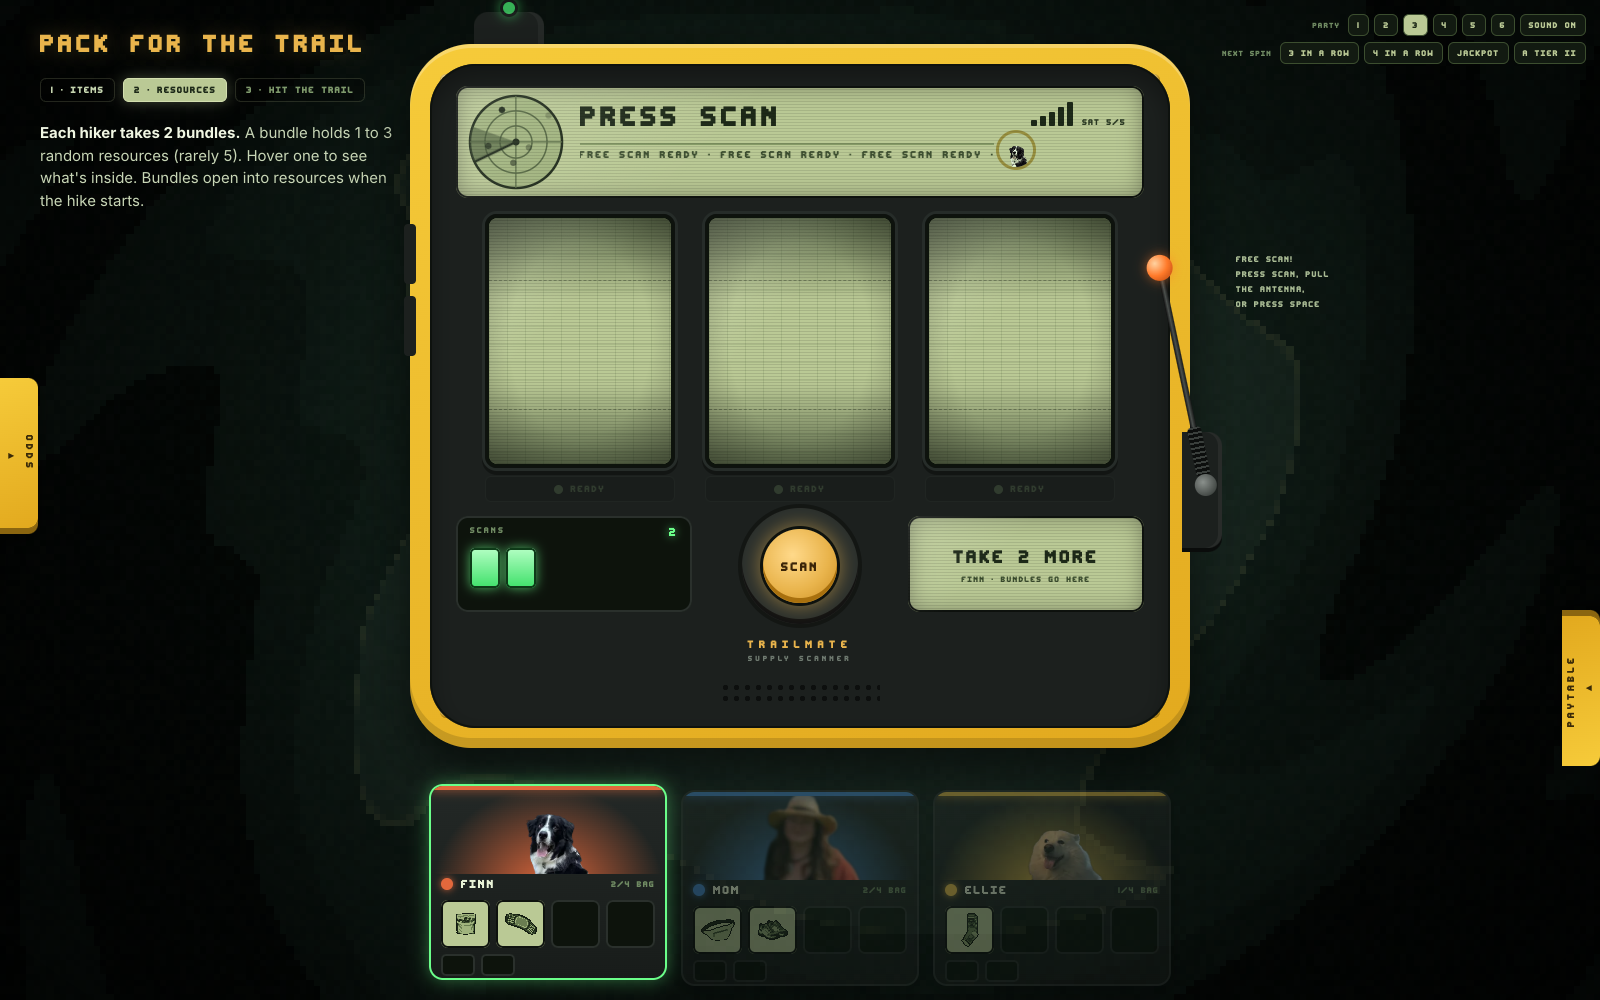 PACK FOR THE TRAIL
1 · ITEMS
2 · RESOURCES
3 · HIT THE TRAIL
Each hiker takes 2 bundles. A bundle holds 1 to 3
random resources (rarely 5). Hover one to see
what's inside. Bundles open into resources when
the hike starts.
PARTY
1
2
3
4
5
6
SOUND ON
NEXT SPIN
3 IN A ROW
4 IN A ROW
JACKPOT
A TIER II
PRESS SCAN
SAT 5/5
FREE SCAN READY · FREE SCAN READY · FREE SCAN READY ·
FREE SCAN!
PRESS SCAN, PULL
THE ANTENNA,
OR PRESS SPACE
ODDS
READY
READY
READY
SCANS
2
SCAN
TAKE 2 MORE
FINN · BUNDLES GO HERE
TRAILMATE
SUPPLY SCANNER
PAYTABLE
FINN
2/4 BAG
MOM
2/4 BAG
ELLIE
1/4 BAG